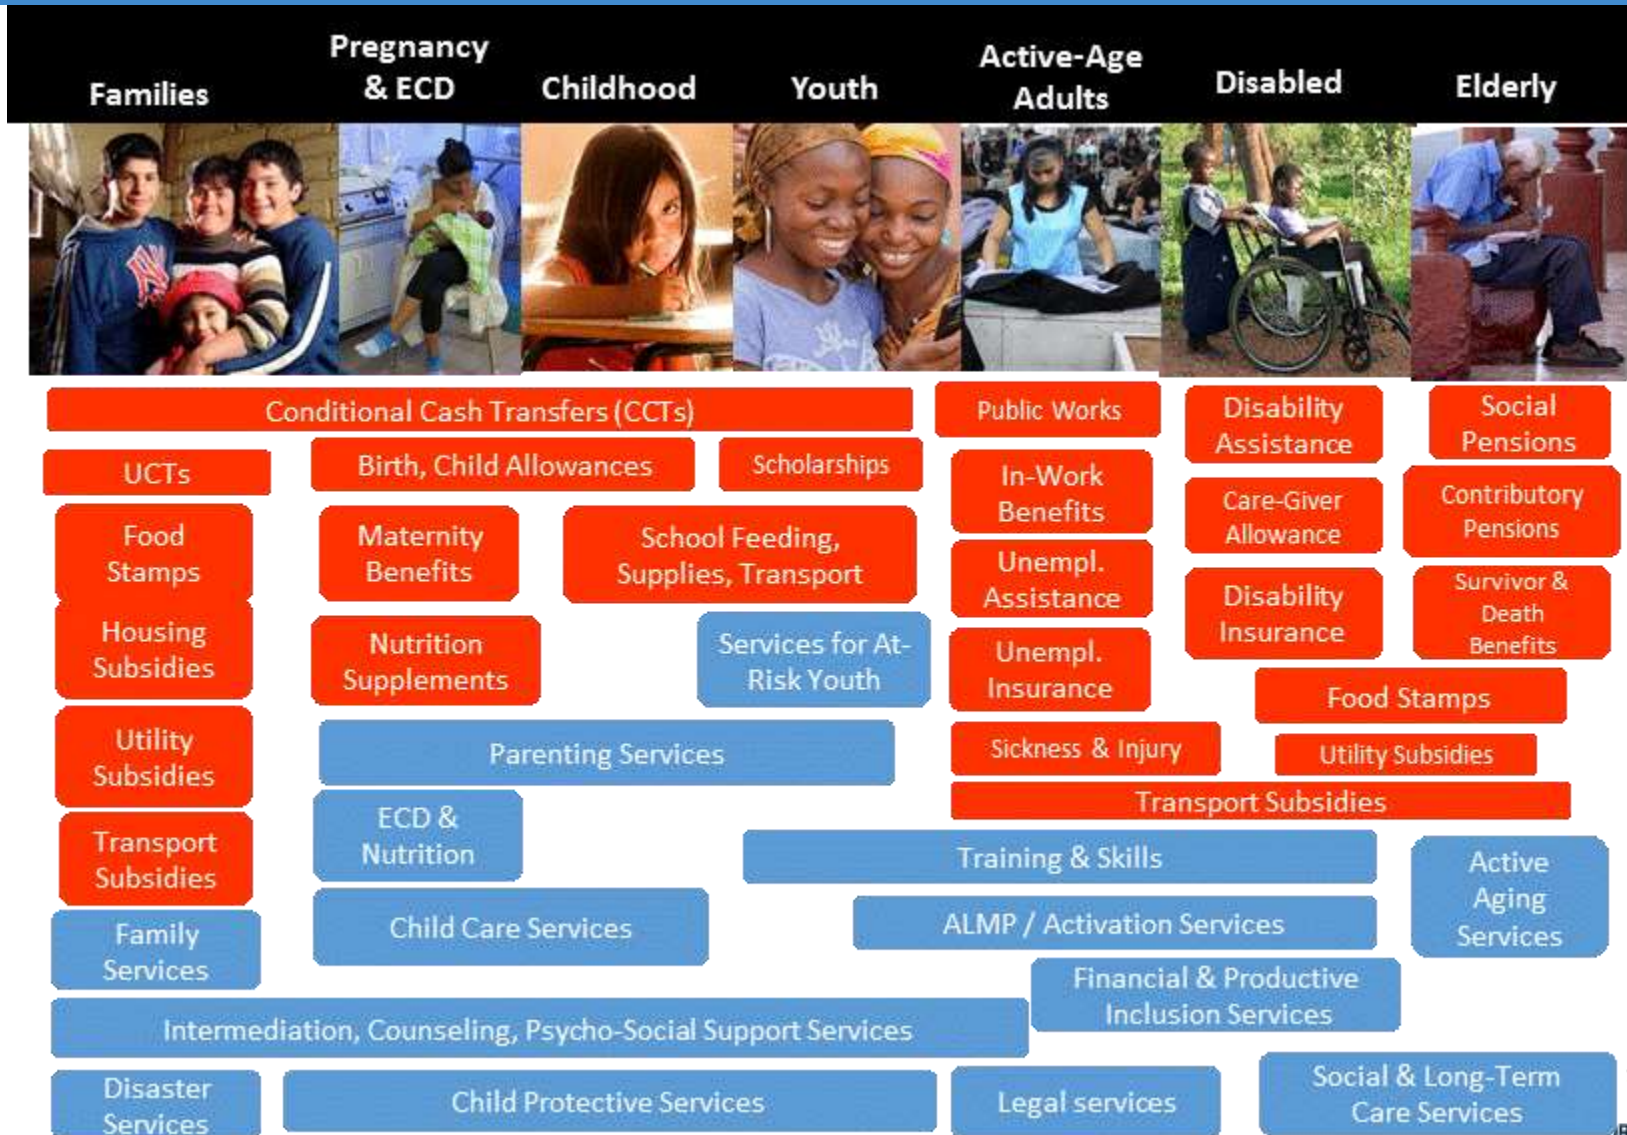 Families
Pregnancy
& ECD
Childhood
Youth
Active-Age
Adults
Disabled
Elderly
Conditional Cash Transfers (CCTs)
Public Works
Disability
Assistance
Social
Pensions
UCTs
Birth, Child Allowances
Scholarships
In-Work
Benefits
Care-Giver
Allowance
Contributory
Pensions
Food
Stamps
Maternity
Benefits
School Feeding,
Supplies, Transport
Unempl.
Assistance
Disability
Insurance
Survivor &
Death
Benefits
Housing
Subsidies
Nutrition
Supplements
Services for At-
Risk Youth
Unempl.
Insurance
Food Stamps
Utility
Subsidies
Parenting Services
Sickness & Injury
Utility Subsidies
Transport Subsidies
Transport
Subsidies
ECD &
Nutrition
Training & Skills
Active
Aging
Services
Family
Services
Child Care Services
ALMP / Activation Services
Financial & Productive
Inclusion Services
Intermediation, Counseling, Psycho-Social Support Services
Disaster
Services
Child Protective Services
Legal services
Social & Long-Term
Care Services